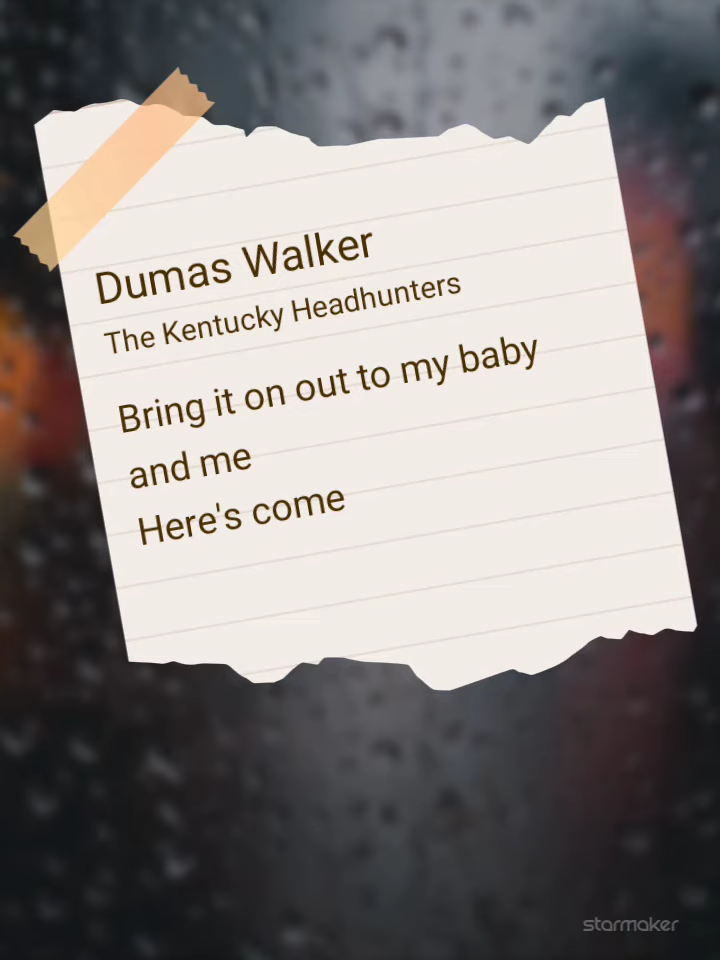 Dumas Walker
The Kentucky Headhunters
Bring it on out to my baby
and me
Here's come
starmaker